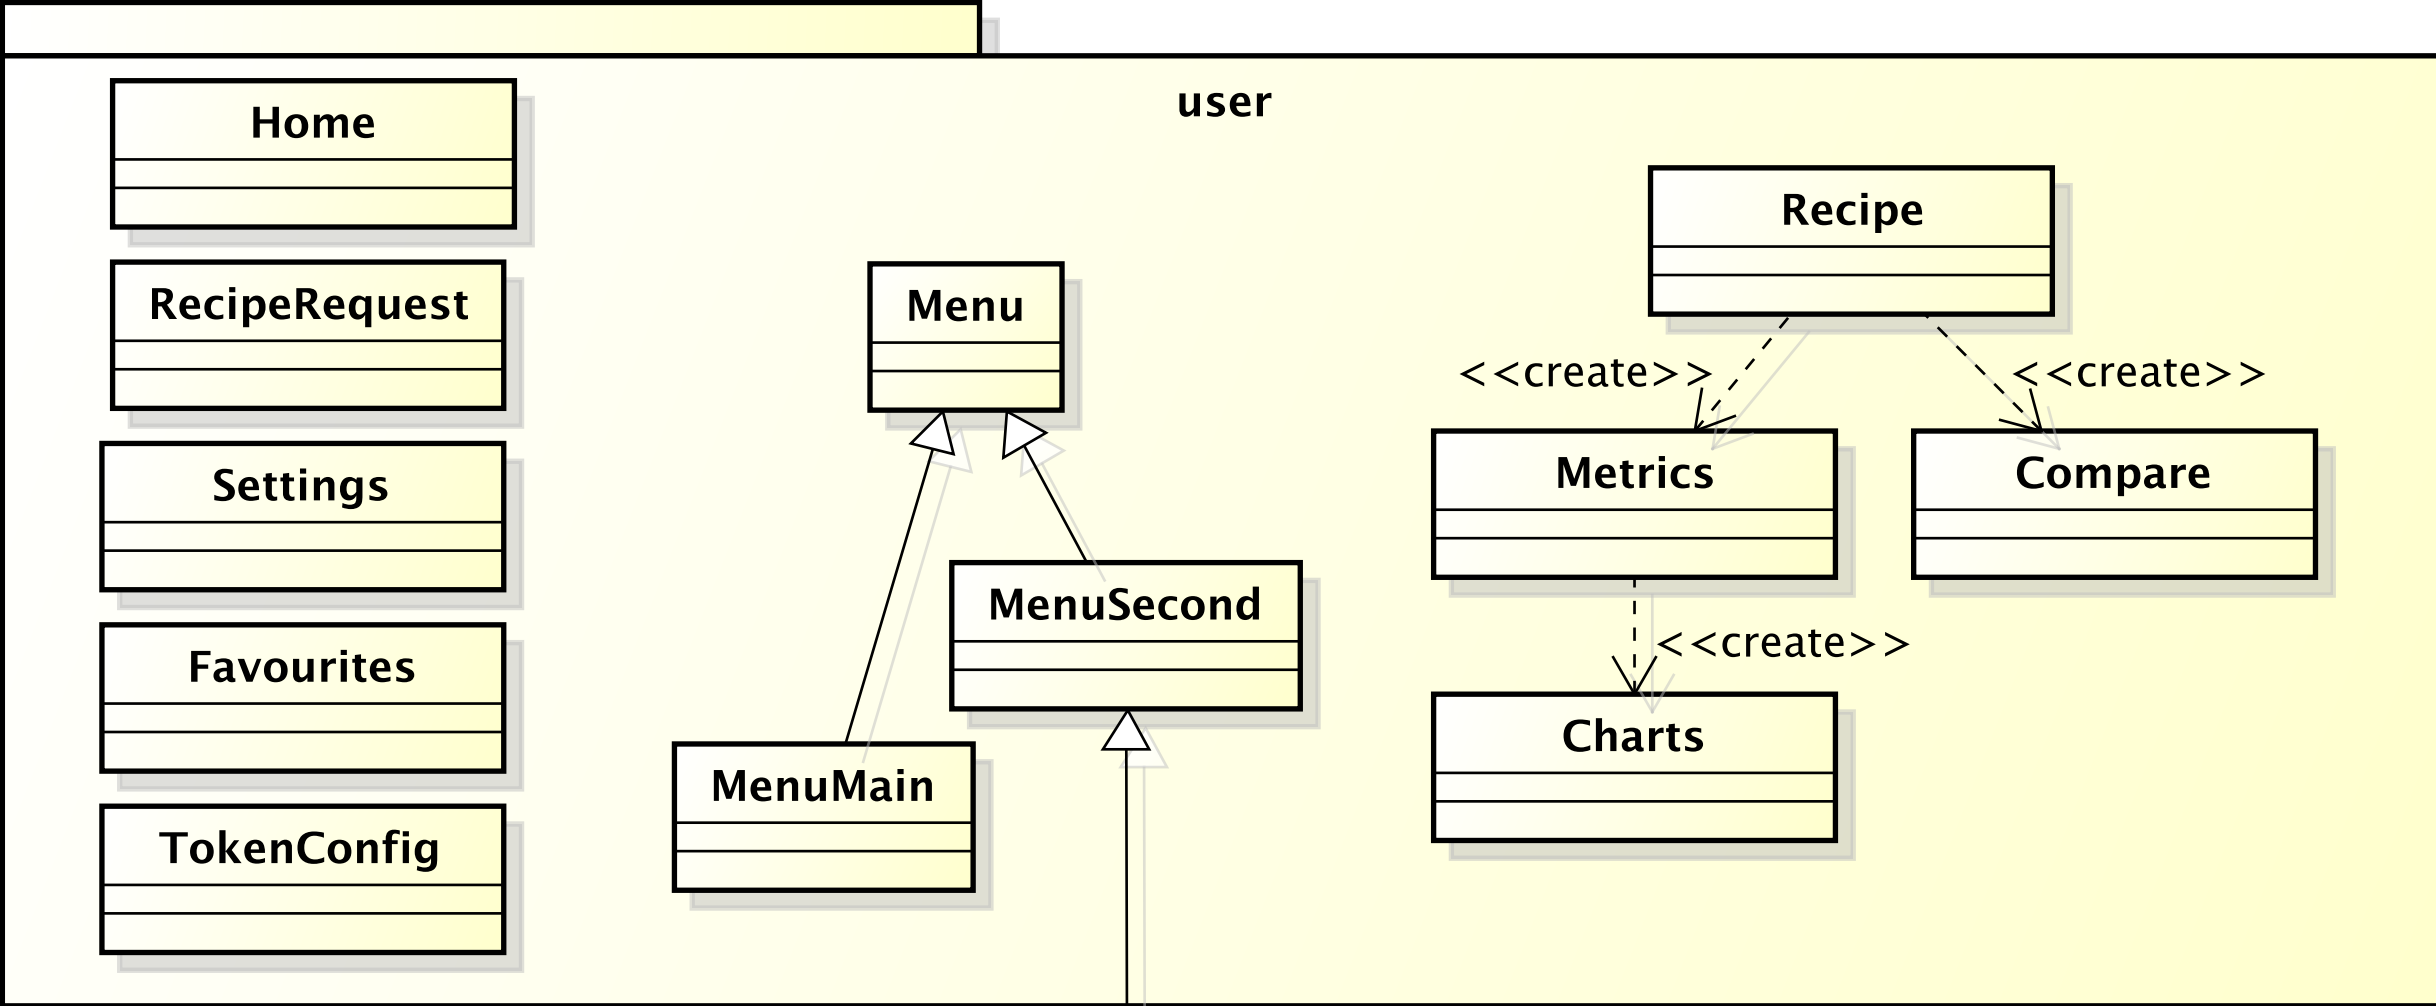 user
Home
RecipeRequest
Settings
Favourites
TokenConfig
Menu
MenuSecond
MenuMain
Recipe
<<create>>
<<create>>
Metrics
Compare
<<create>>
Charts